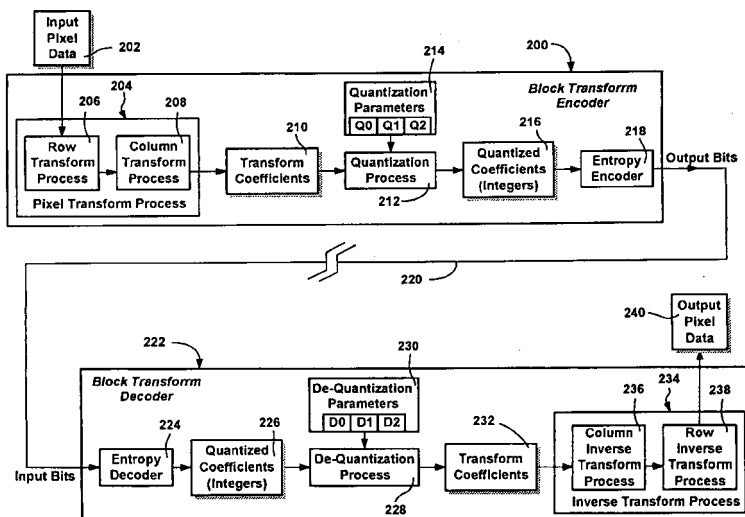 Input
Pixel
Data
202
200
Block Transform
Encoder
204
206
208
Row
Transform
Process
Column
Transform
Process
Pixel Transform Process
210
Transform
Coefficients
214
Quantization
Parameters
Q0 Q1 Q2
Quantization
Process
212
216
Quantized
Coefficients
(Integers)
218
Entropy
Encoder
Output Bits
220
240
Output
Pixel
Data
222
Block Transform
Decoder
Input Bits
224
Entropy
Decoder
226
Quantized
Coefficients
(Integers)
230
De-Quantization
Parameters
D0 D1 D2
De-Quantization
Process
228
232
Transform
Coefficients
234
236
238
Column
Inverse
Transform
Process
Row
Inverse
Transform
Process
Inverse Transform Process